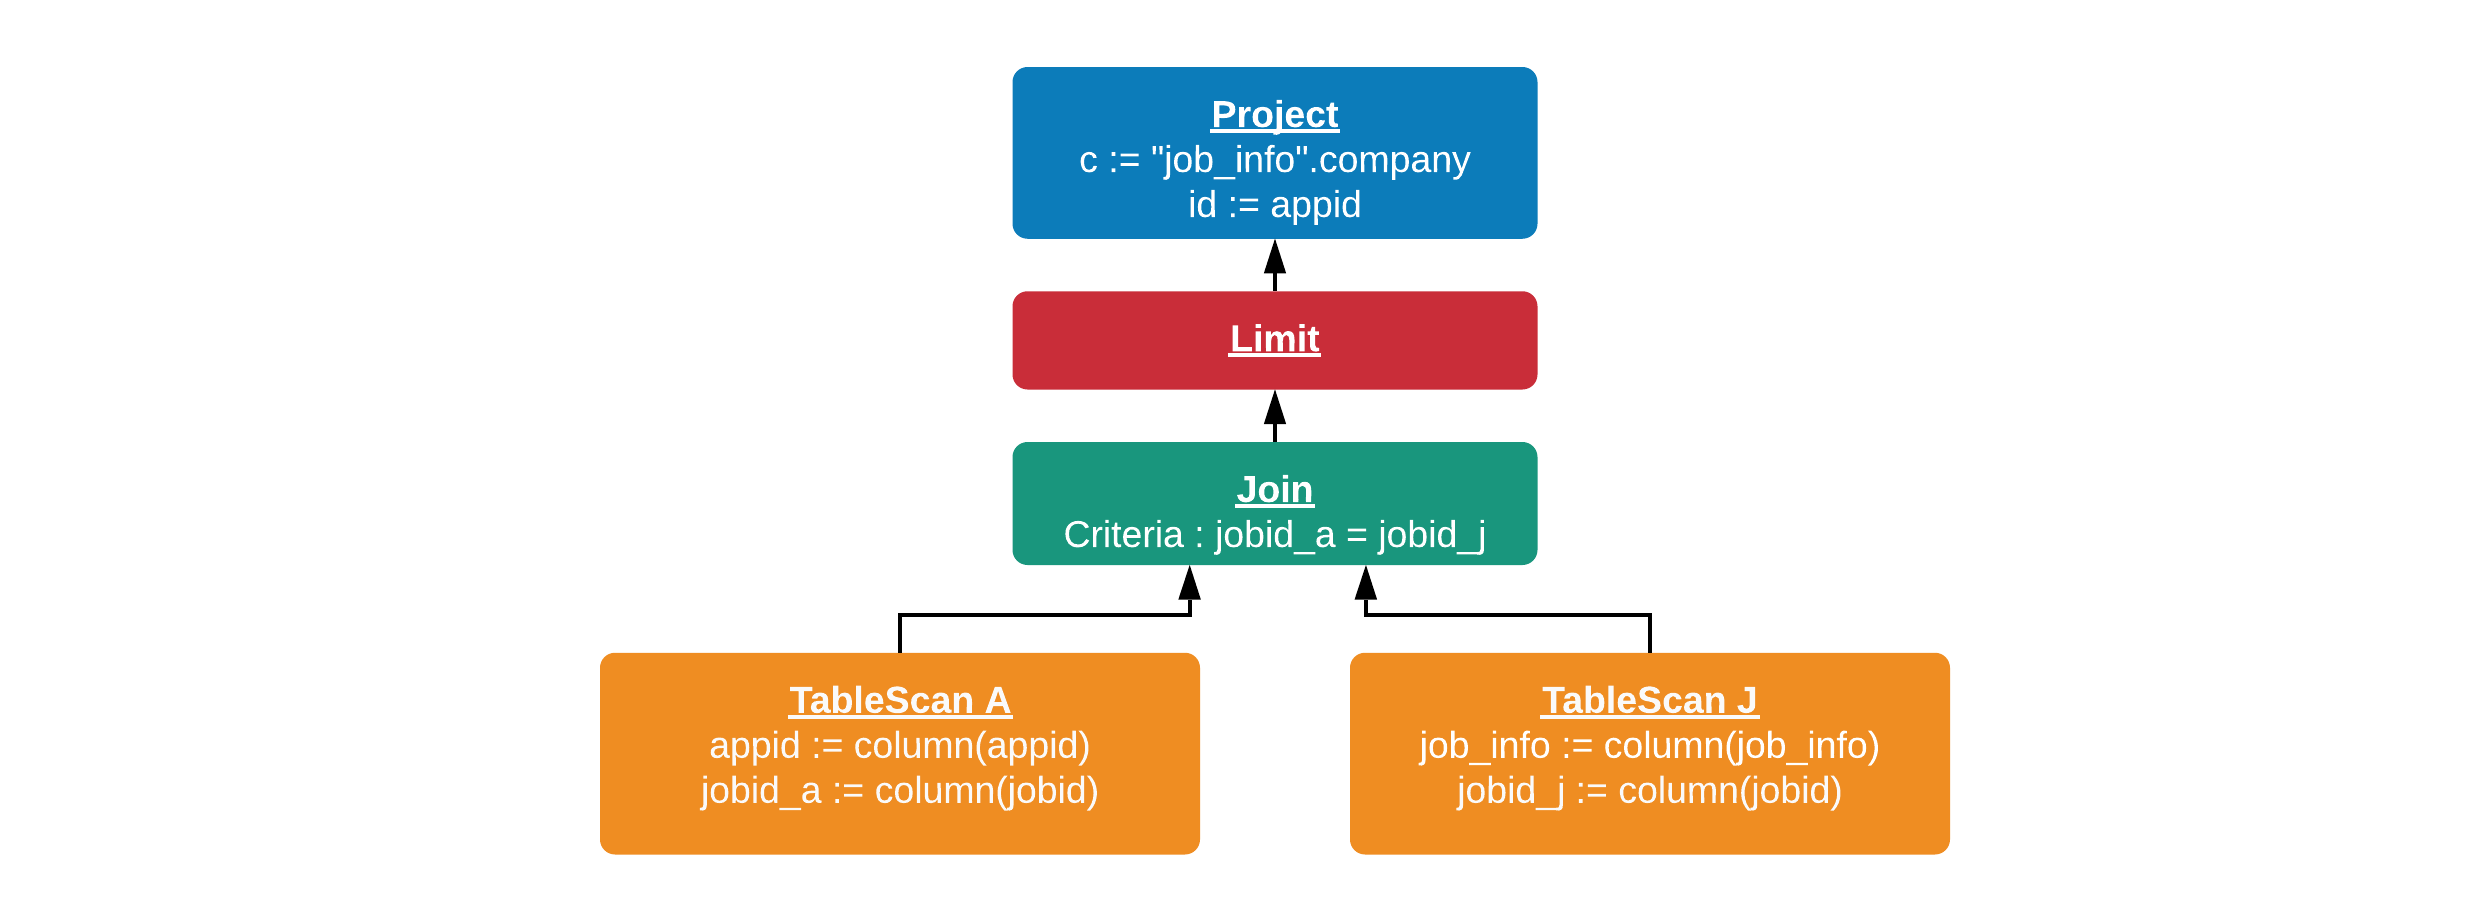 Project
c := "job_info".company
id := appid
Limit
Join
Criteria : jobid_a = jobid_j
TableScan A
appid := column(appid)
jobid_a := column(jobid)
TableScan J
job_info := column(job_info)
jobid_j := column(jobid)